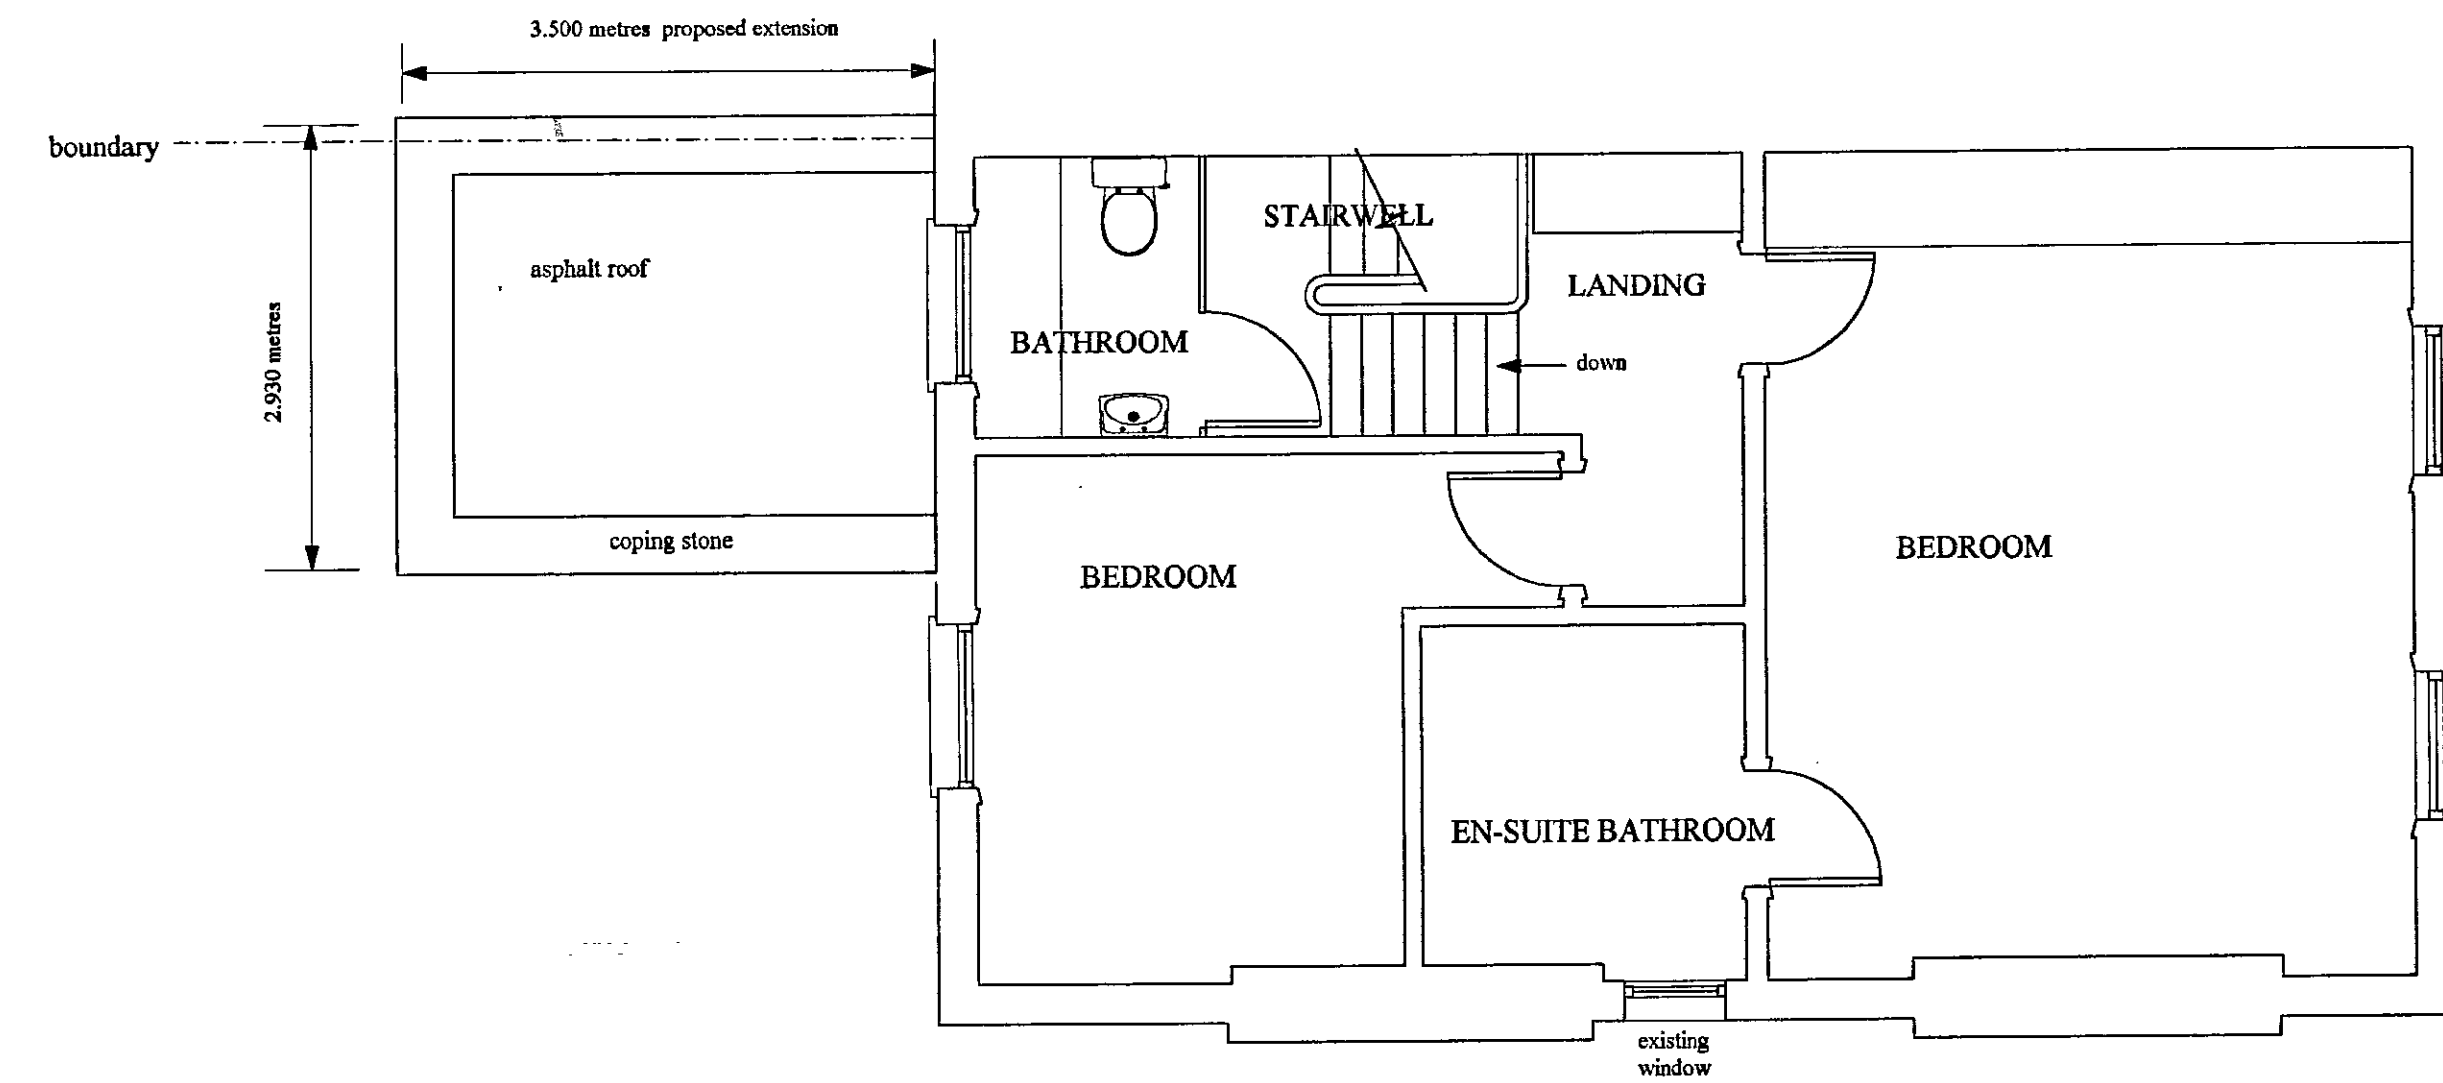 3.500 metres proposed extension
boundary
STAIRWELL
asphalt roof
LANDING
BATHROOM
2.930 metres
down
coping stone
BEDROOM
BEDROOM
EN-SUITE BATHROOM
existing
window